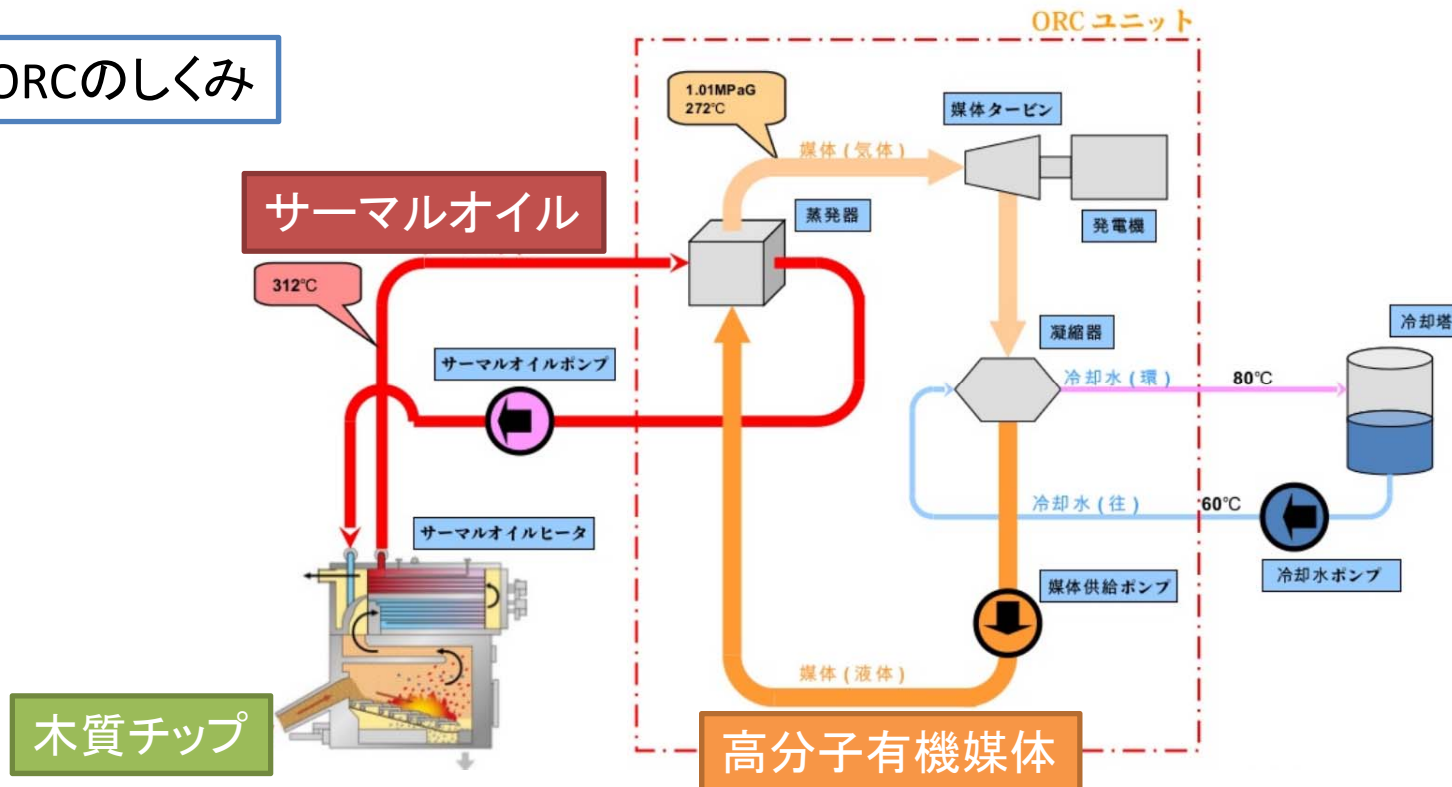 ORC ユニット
ORCのしくみ
1.01MPaG
272℃
媒体タービン
媒体(気体)
サーマルオイル
蒸発器
発電機
312℃
凝縮器
冷却塔
サーマルオイルポンプ
冷却水(環)
80℃
冷却水(往)
60℃
サーマルオイルヒータ
冷却水ポンプ
媒体供給ポンプ
媒体(液体)
木質チップ
高分子有機媒体